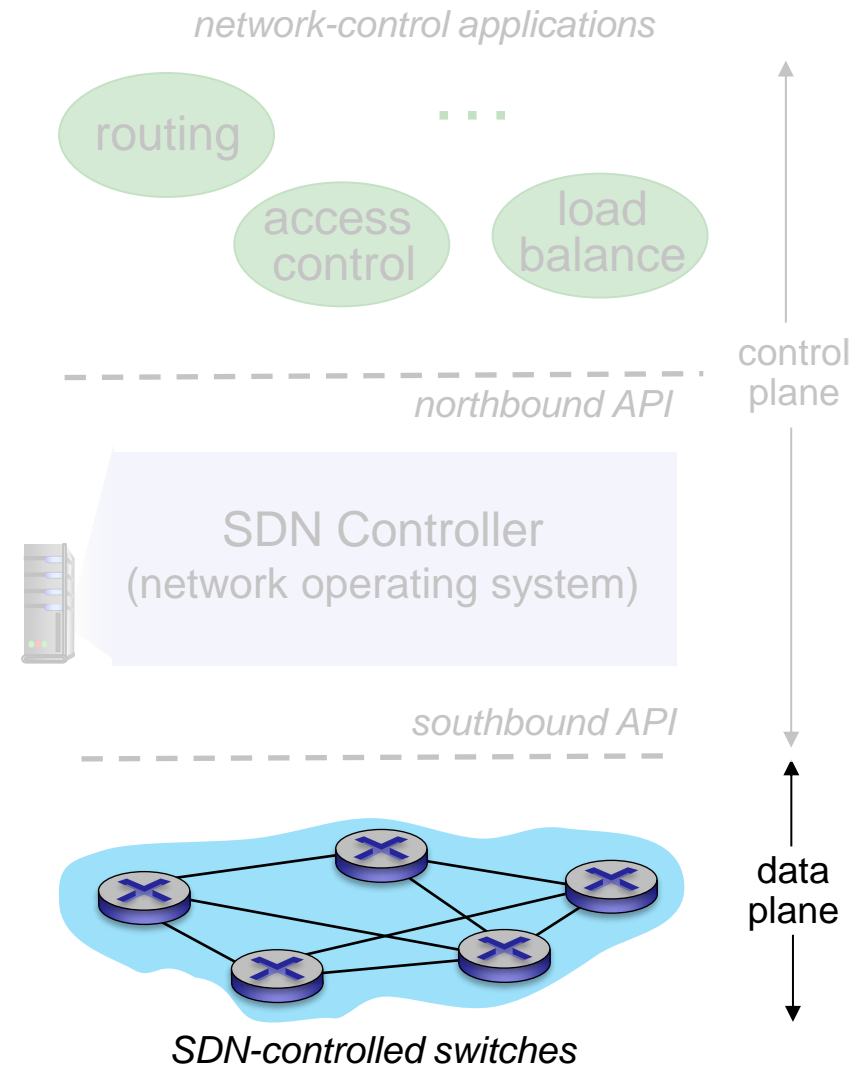 network-control applications
routing
. . .
access
control
load
balance
control
plane
northbound API
SDN Controller
(network operating system)
southbound API
data
plane
SDN-controlled switches